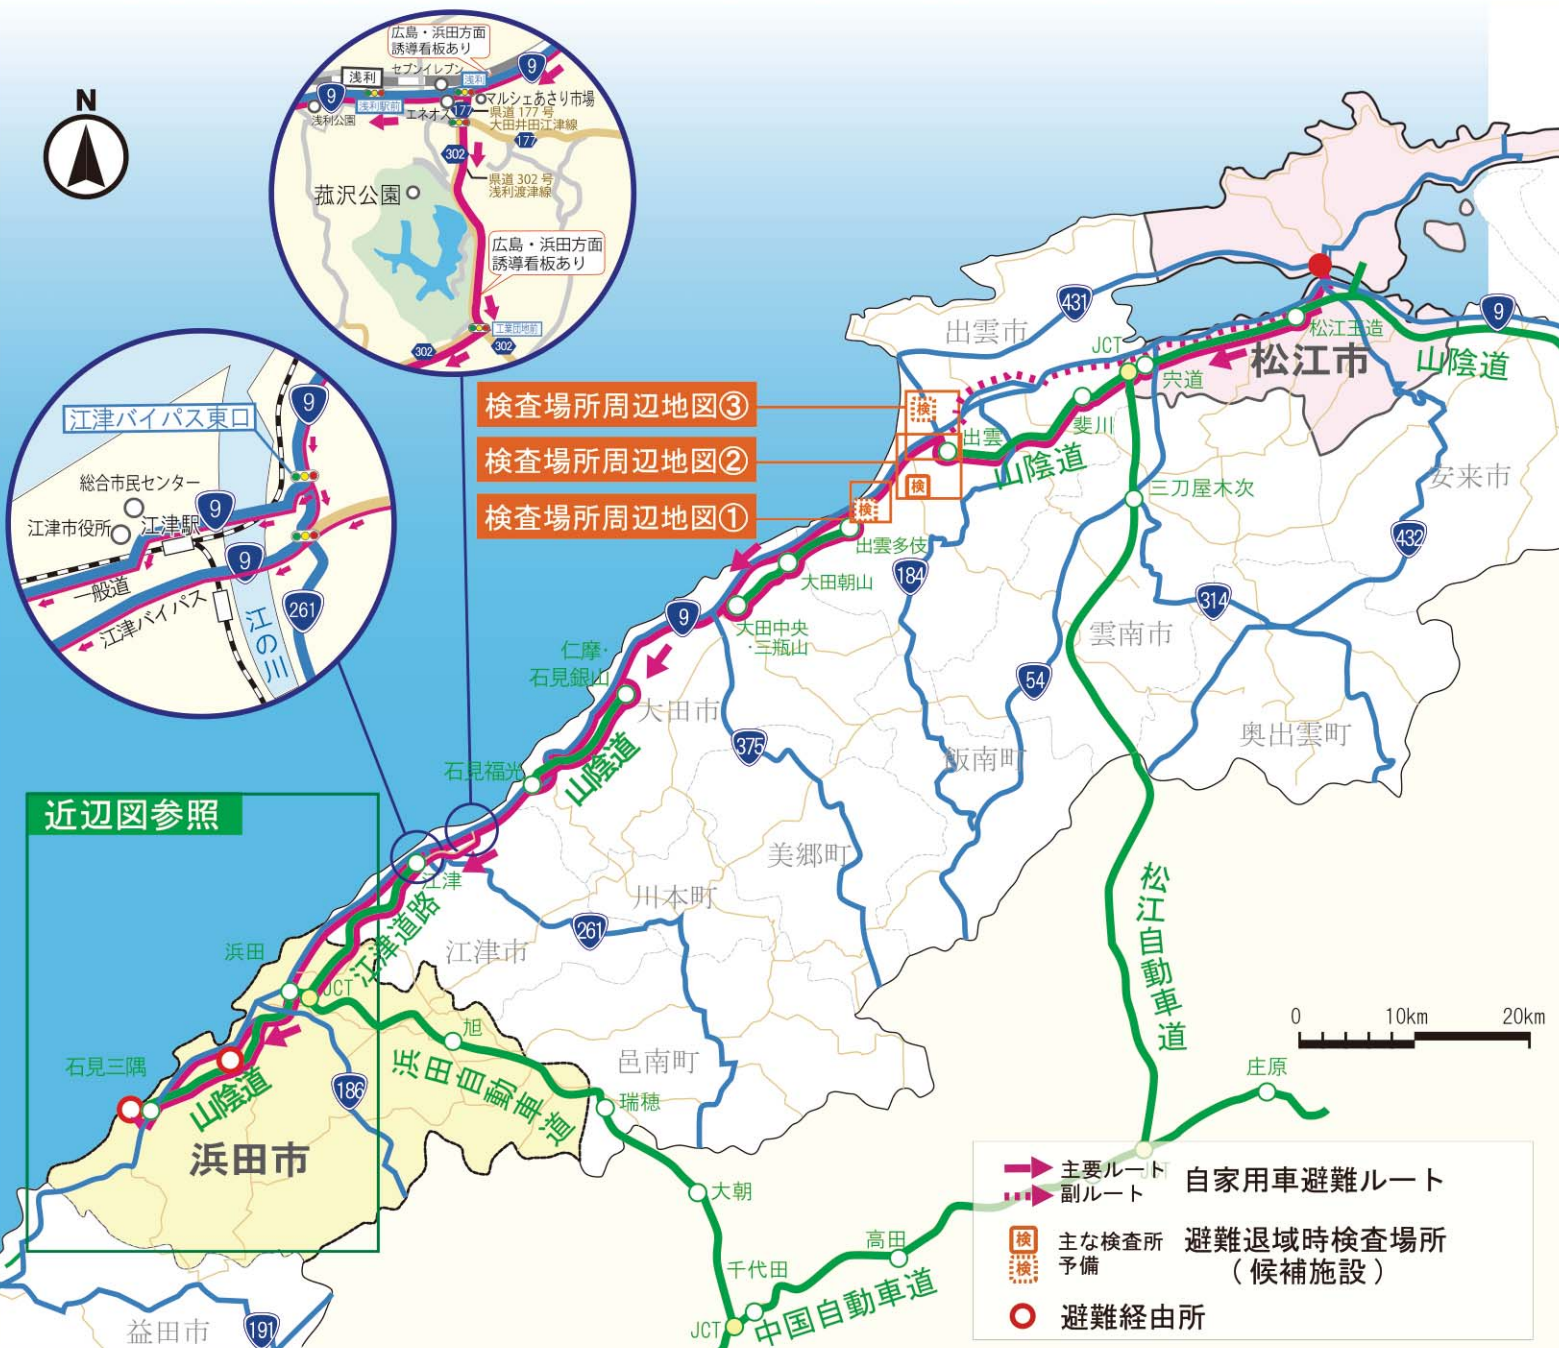 N
広島・浜田方面
誘導看板あり
セブンイレブン
浅利
浅利
9
9
浅利駅前
浅利公園
エネオス
177
マルシェあさり市場
県道 177 号
大田井田江津線
177
302
県道 302 号
浅利渡津線
菰沢公園
広島・浜田方面
誘導看板あり
工業団地前
302
302
江津バイパス東口
9
総合市民センター
江津市役所
江津駅
9
9
一般道
江津バイパス
261
江の川
検査場所周辺地図③
検査場所周辺地図②
検査場所周辺地図①
検
検
検
431
出雲市
JCT
9
松江玉造
松江市
山陰道
宍道
斐川
出雲
山陰道
三刀屋木次
安来市
432
出雲多伎
184
大田朝山
314
大田中央
・三瓶山
9
雲南市
仁摩・
石見銀山
54
大田市
375
飯南町
奥出雲町
石見福光
山陰道
近辺図参照
美郷町
江津
川本町
松江自動車道
江津道路
261
江津市
浜田
JCT
旭
0
10km
20km
石見三隅
邑南町
浜田自動車道
庄原
186
山陰道
瑞穂
浜田市
大朝
JCT
高田
千代田
中国自動車道
JCT
益田市
191
主要ルート
副ルート
自家用車避難ルート
検
検
主な検査所
予備
避難退域時検査場所
(候補施設)
避難経由所